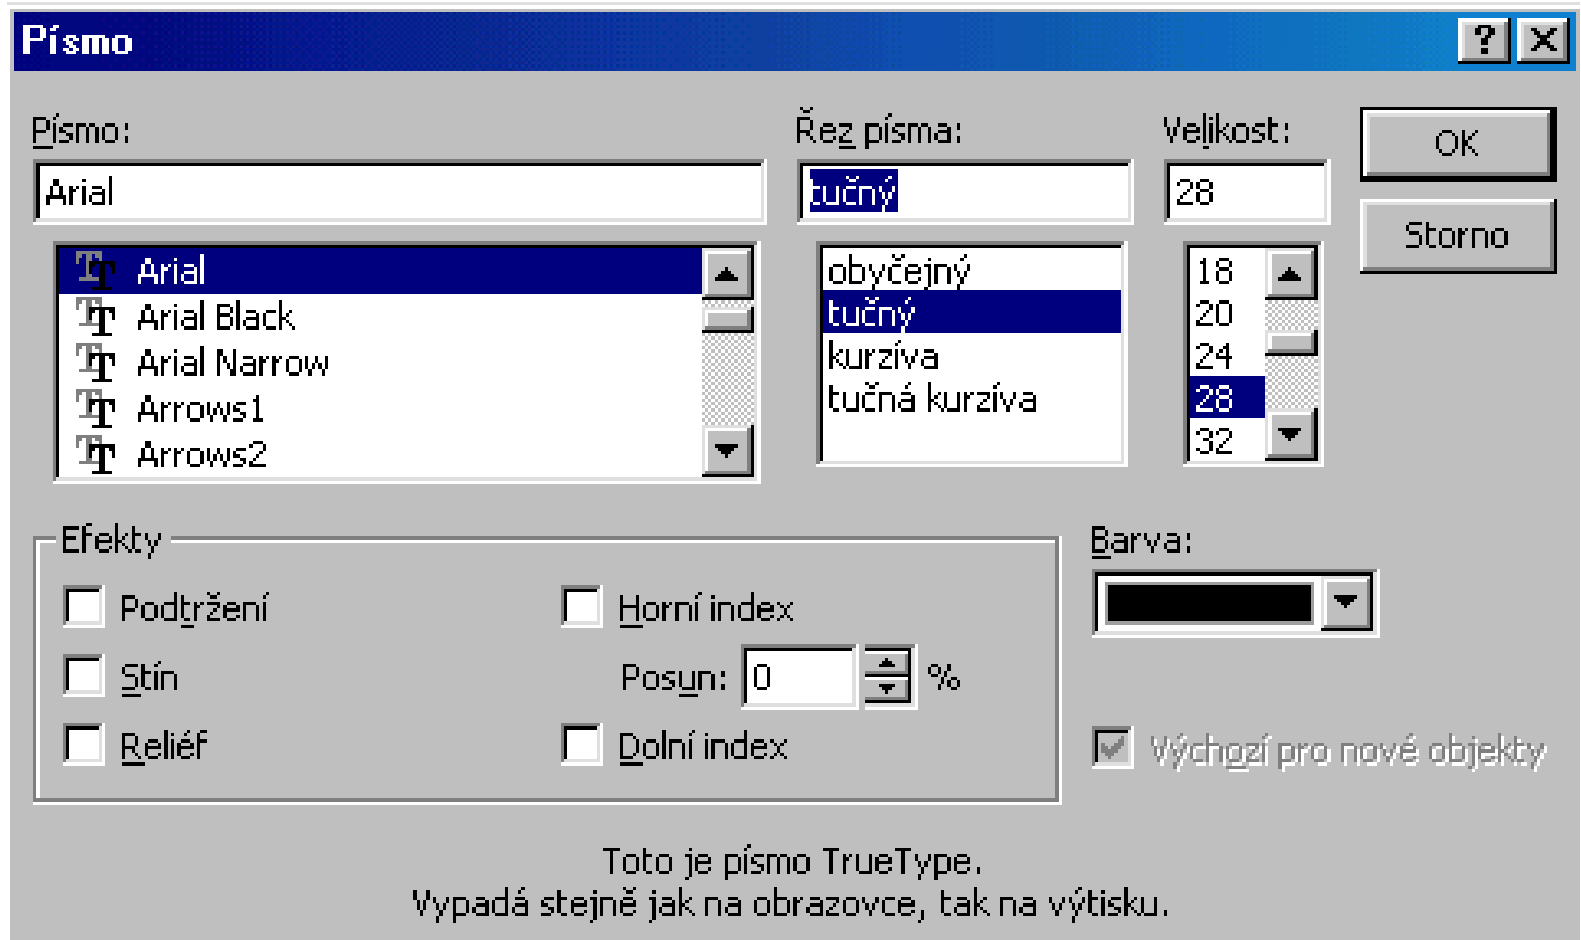 Písmo
Písmo:
Řez písma:
Velikost:
OK
Arial
tučný
28
Storno
Arial
Arial Black
Arial Narrow
Arrows1
Arrows2
obyčejný
tučný
kurzíva
tučná kurzíva
18
20
24
28
32
Efekty
Podtržení
Stín
Reliéf
Horní index
Posun: 0 %
Dolní index
Barva:
Výchozí pro nové objekty
Toto je písmo TrueType.
Vypadá stejně jak na obrazovce, tak na výtisku.